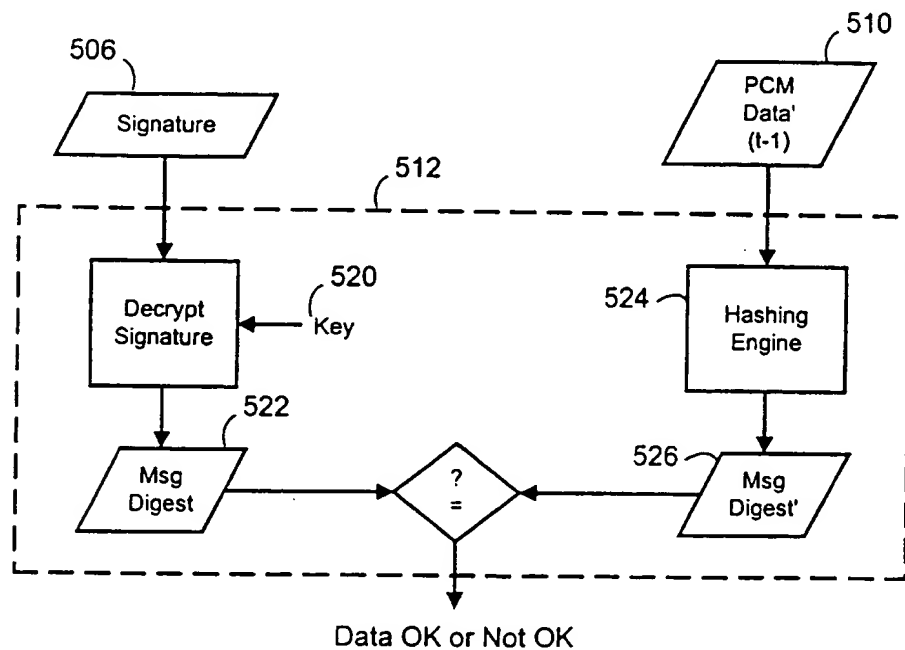 506
Signature
510
PCM
Data'
(t-1)
512
Decrypt
Signature
520
Key
524
Hashing
Engine
522
Msg
Digest
?
=
526
Msg
Digest'
Data OK or Not OK